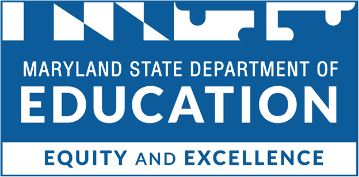 MARYLAND STATE DEPARTMENT OF
EDUCATION
EQUITY AND EXCELLENCE